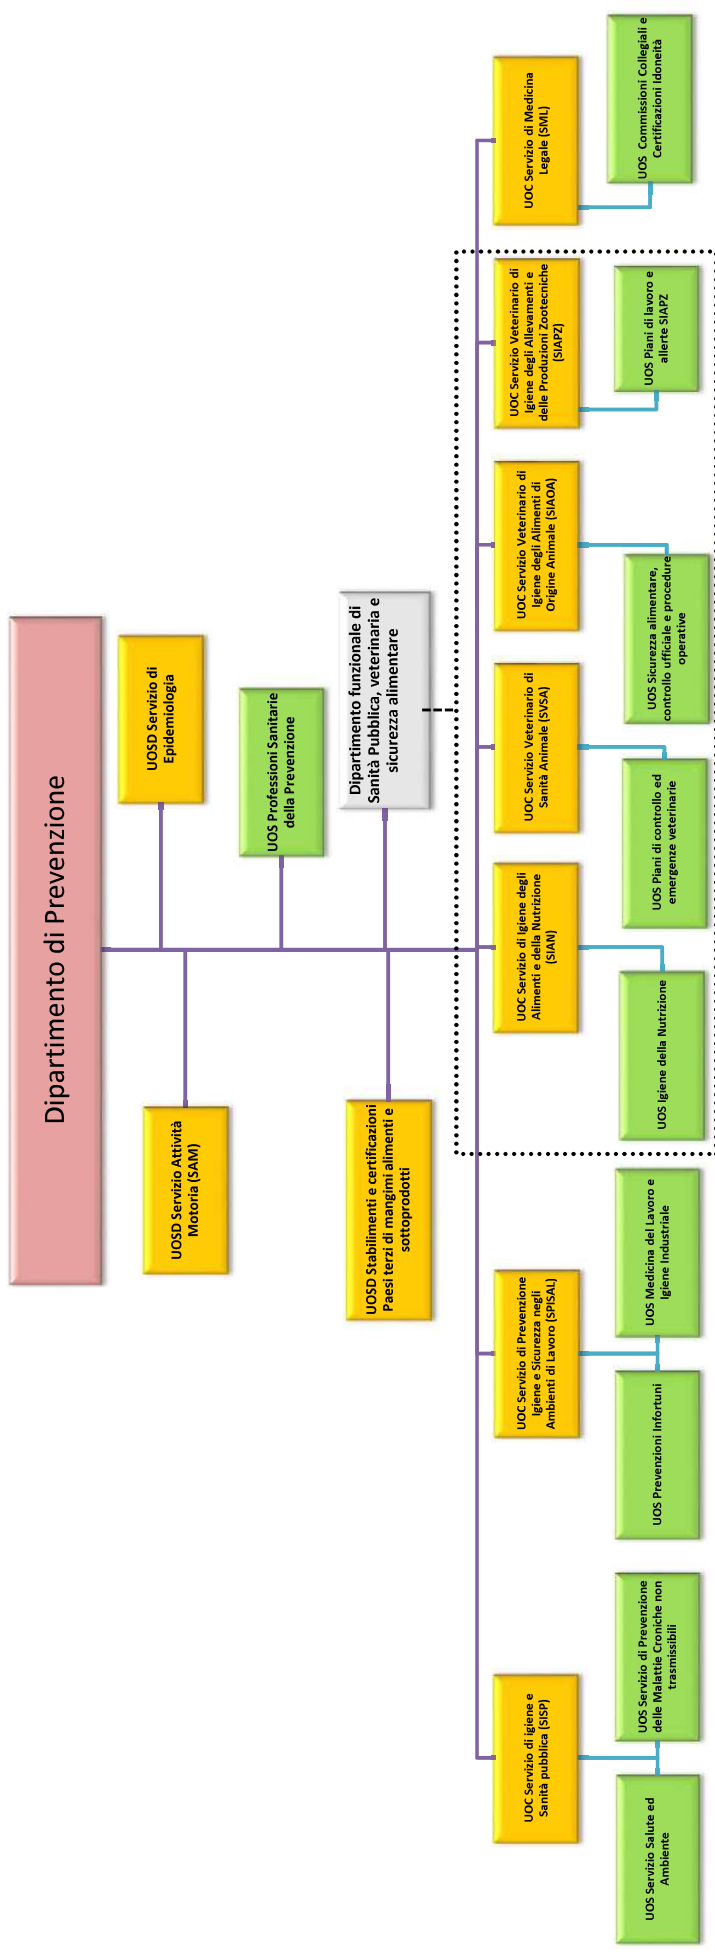 Dipartimento di Prevenzione
UOSD Servizio di
Epidemiologia
UOSD Servizio Attività
Motoria (SAM)
UOS Professioni Sanitarie
della Prevenzione
Dipartimento funzionale di
Sanità Pubblica, veterinaria e
sicurezza alimentare
UOSD Stabilimenti e certificazioni
Paesi terzi di mangimi alimenti e
sottoprodotti
UOC Servizio di igiene e
Sanità pubblica (SISP)
UOC Servizio di Prevenzione
Igiene e Sicurezza negli
Ambienti di Lavoro (SPISAL)
UOC Servizio di Igiene degli
Alimenti e della Nutrizione
(SIAN)
UOC Servizio Veterinario di
Sanità Animale (SVSA)
UOC Servizio Veterinario di
Igiene degli Alimenti di
Origine Animale (SIAOA)
UOC Servizio Veterinario di
Igiene degli Allevamenti e
delle Produzioni Zootecniche
(SIAPZ)
UOC Servizio di Medicina
Legale (SML)
UOS Servizio Salute ed
Ambiente
UOS Servizio di Prevenzione
delle Malattie Croniche non
trasmissibili
UOS Prevenzioni Infortuni
UOS Medicina del Lavoro e
Igiene Industriale
UOS Igiene della Nutrizione
UOS Piani di controllo ed
emergenze veterinarie
UOS Sicurezza alimentare,
controllo ufficiale e procedure
operative
UOS Piani di lavoro e
allerte SIAPZ
UOS Commissioni Collegiali e
Certificazioni Idoneità